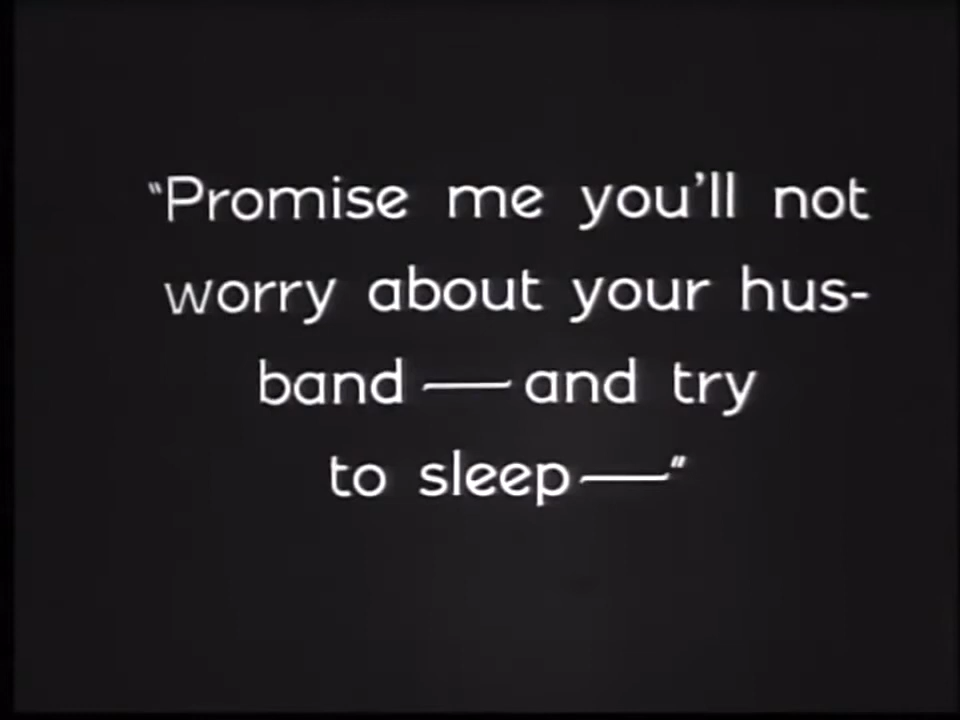 "Promise me you'll not
worry about your hus-
band — and try
to sleep —"